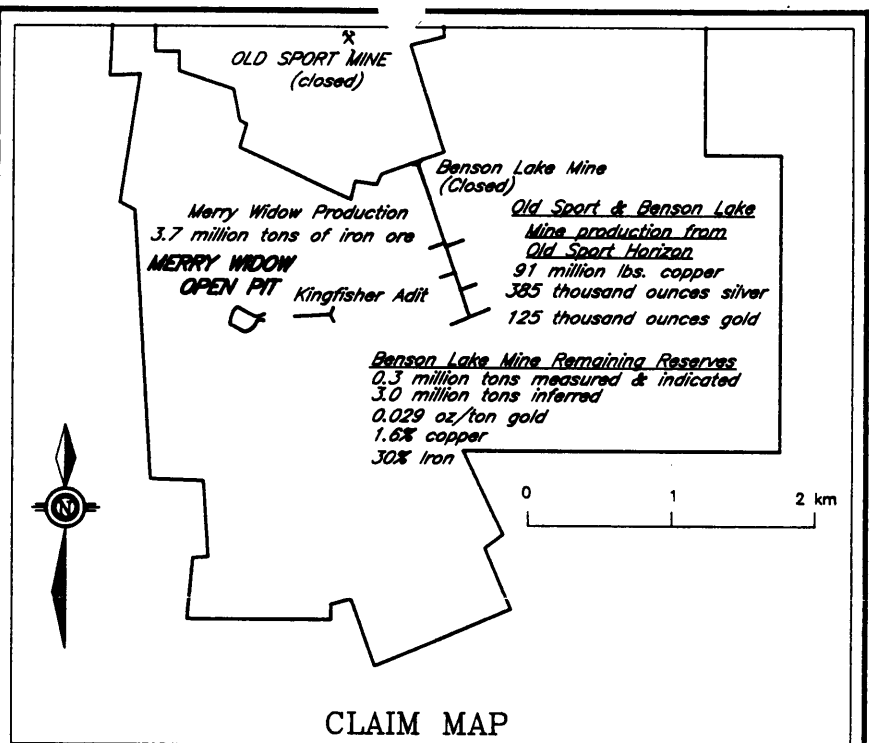 OLD SPORT MINE
(closed)
Benson Lake Mine
(Closed)
Merry Widow Production
3.7 million tons of iron ore
MERRY WIDOW
OPEN PIT
Kingfisher Adit
Old Sport & Benson Lake
Mine production from
Old Sport Horizon
91 million lbs. copper
385 thousand ounces silver
125 thousand ounces gold
Benson Lake Mine Remaining Reserves
0.3 million tons measured & indicated
3.0 million tons inferred
0.029 oz/ton gold
1.6% copper
30% Iron
N
0 1 2 km
CLAIM MAP